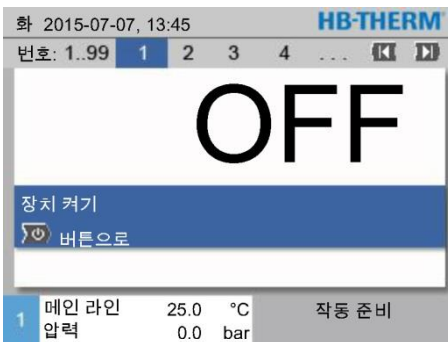 화 2015-07-07, 13:45 HB-THERM
번호: 1..99 1 2 3 4 ...
OFF
장치 켜기
버튼으로
1 메인 라인 25.0 °C 작동 준비
압력 0.0 bar